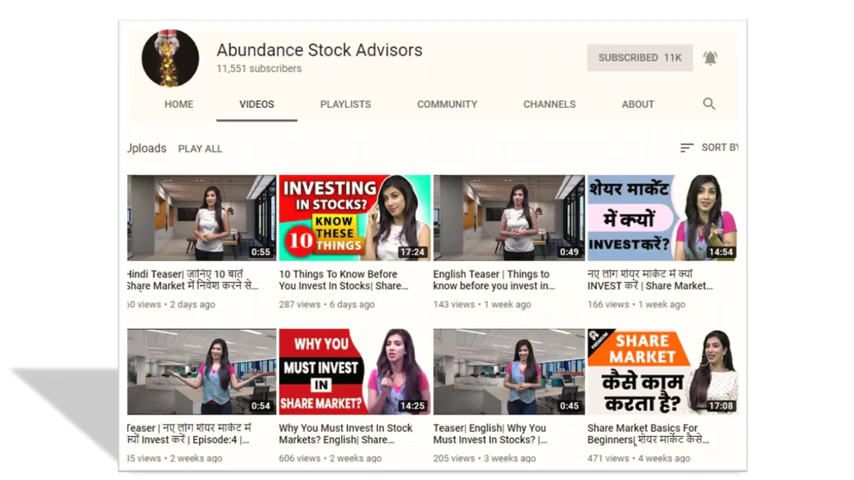 Abundance Stock Advisors
11,551 subscribers
SUBSCRIBED 11K
HOME VIDEOS PLAYLISTS COMMUNITY CHANNELS ABOUT
Uploads PLAY ALL SORT BY
0:55
INVESTING
IN STOCKS?
10 KNOW
THESE
THINGS
17:24
0:49
शेयर मार्केट
में क्यों
INVEST करें?
14:54
Hindi Teaser| जानिए 10 बातें
Share Market में निवेश करने से...
60 views • 2 days ago
10 Things To Know Before
You Invest In Stocks| Share...
287 views • 6 days ago
English Teaser | Things to
know before you invest in...
143 views • 1 week ago
नए लोग शेयर मार्केट में क्यों
INVEST करें | Share Market...
166 views • 1 week ago
0:54
WHY YOU
MUST INVEST
IN
SHARE MARKET?
14:25
0:45
PREMIUM
SHARE
MARKET
कैसे काम
करता है?
17:08
Teaser | नए लोग शेयर मार्केट में
क्यों Invest करें | Episode:4 |...
views • 2 weeks ago
Why You Must Invest In Stock
Markets? English| Share...
606 views • 2 weeks ago
Teaser| English| Why You
Must Invest In Stocks? |...
205 views • 3 weeks ago
Share Market Basics For
Beginners| शेयर मार्केट कैसे...
471 views • 4 weeks ago